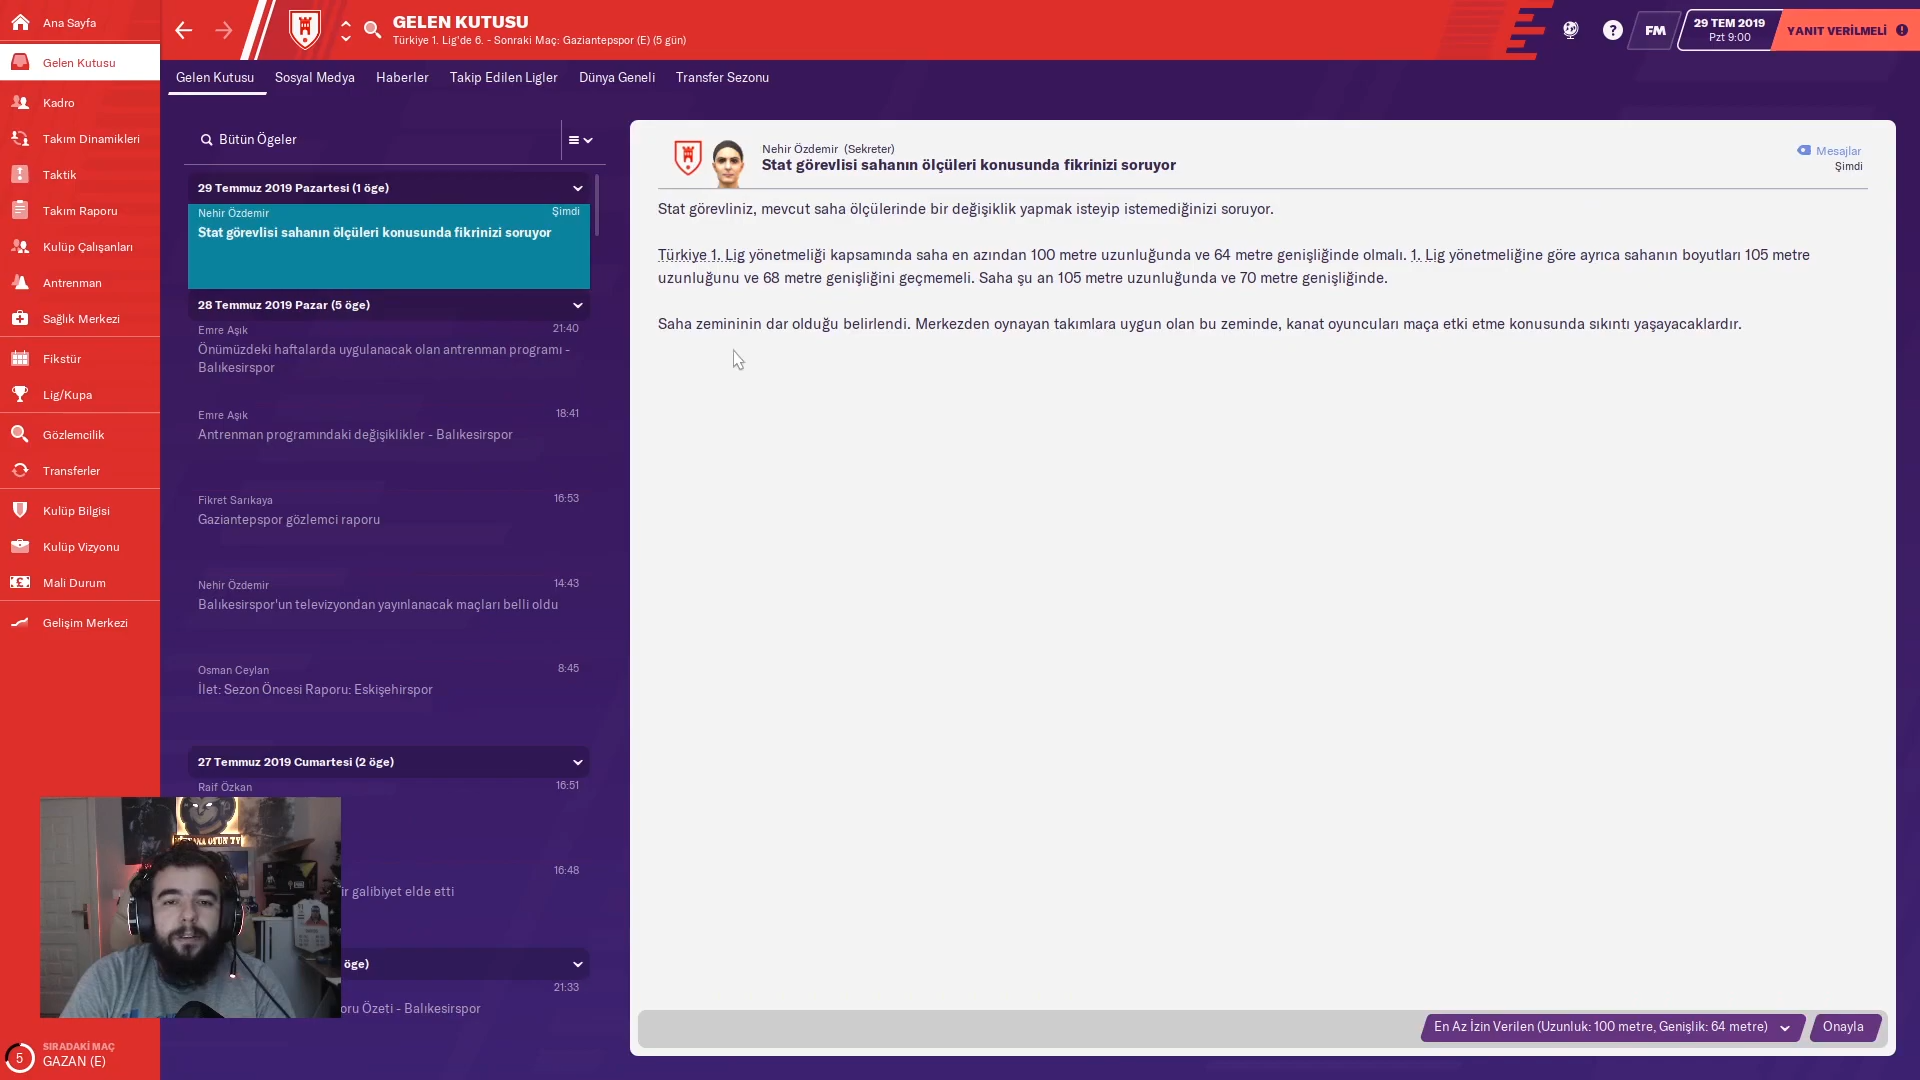 Ana Sayfa
Gelen Kutusu
Kadro
Takım Dinamikleri
Taktik
Takım Raporu
Kulüp Çalışanları
Antrenman
Sağlık Merkezi
Fikstür
Lig/Kupa
Gözlemcilik
Transferler
Kulüp Bilgisi
Kulüp Vizyonu
Mali Durum
Gelişim Merkezi
5
SIRADAKİ MAÇ
GAZAN (E)
GELEN KUTUSU
Türkiye 1. Lig'de 6. - Sonraki Maç: Gaziantepspor (E) (5 gün)
?
FM
29 TEM 2019
Pzt 9:00
YANIT VERİLMELİ
Gelen Kutusu Sosyal Medya Haberler Takip Edilen Ligler Dünya Geneli Transfer Sezonu
Bütün Ögeler
29 Temmuz 2019 Pazartesi (1 öge)
Nehir Özdemir Şimdi
Stat görevlisi sahanın ölçüleri konusunda fikrinizi soruyor
28 Temmuz 2019 Pazar (5 öge)
Emre Aşık 21:40
Önümüzdeki haftalarda uygulanacak olan antrenman programı -
Balıkesirspor
Emre Aşık 18:41
Antrenman programındaki değişiklikler - Balıkesirspor
Fikret Sarıkaya 16:53
Gaziantepspor gözlemci raporu
Nehir Özdemir 14:43
Balıkesirspor'un televizyondan yayınlanacak maçları belli oldu
Osman Ceylan 8:45
İlet: Sezon Öncesi Raporu: Eskişehirspor
27 Temmuz 2019 Cumartesi (2 öge)
Raif Özkan 16:51
16:48
ir galibiyet elde etti
öge)
21:33
oru Özeti - Balıkesirspor
OYUN TV
Nehir Özdemir (Sekreter)
Stat görevlisi sahanın ölçüleri konusunda fikrinizi soruyor
Mesajlar
Şimdi
Stat görevliniz, mevcut saha ölçülerinde bir değişiklik yapmak isteyip istemediğinizi soruyor.
Türkiye 1. Lig yönetmeliği kapsamında saha en azından 100 metre uzunluğunda ve 64 metre genişliğinde olmalı. 1. Lig yönetmeliğine göre ayrıca sahanın boyutları 105 metre
uzunluğunu ve 68 metre genişliğini geçmemeli. Saha şu an 105 metre uzunluğunda ve 70 metre genişliğinde.
Saha zemininin dar olduğu belirlendi. Merkezden oynayan takımlara uygun olan bu zeminde, kanat oyuncuları maça etki etme konusunda sıkıntı yaşayacaklardır.
En Az İzin Verilen (Uzunluk: 100 metre, Genişlik: 64 metre)
Onayla